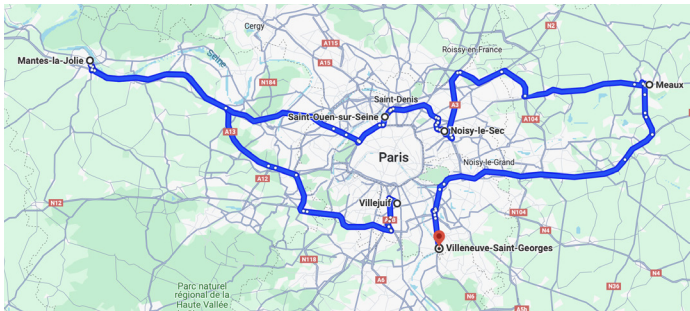 N2
A115
Roissy-en-France
Cergy
A15
Mantes-la-Jolie
Seine
N184
Meaux
Saint-Denis
A3
Saint-Ouen-sur-Seine
A104
A13
Noisy-le-Sec
Paris
Noisy-le-Grand
A12
N12
Villejuif
N104
Villeneuve-Saint-Georges
N118
N4
N4
A6
Parc naturel
régional de la
Haute Vallée
N36
N6
A5b